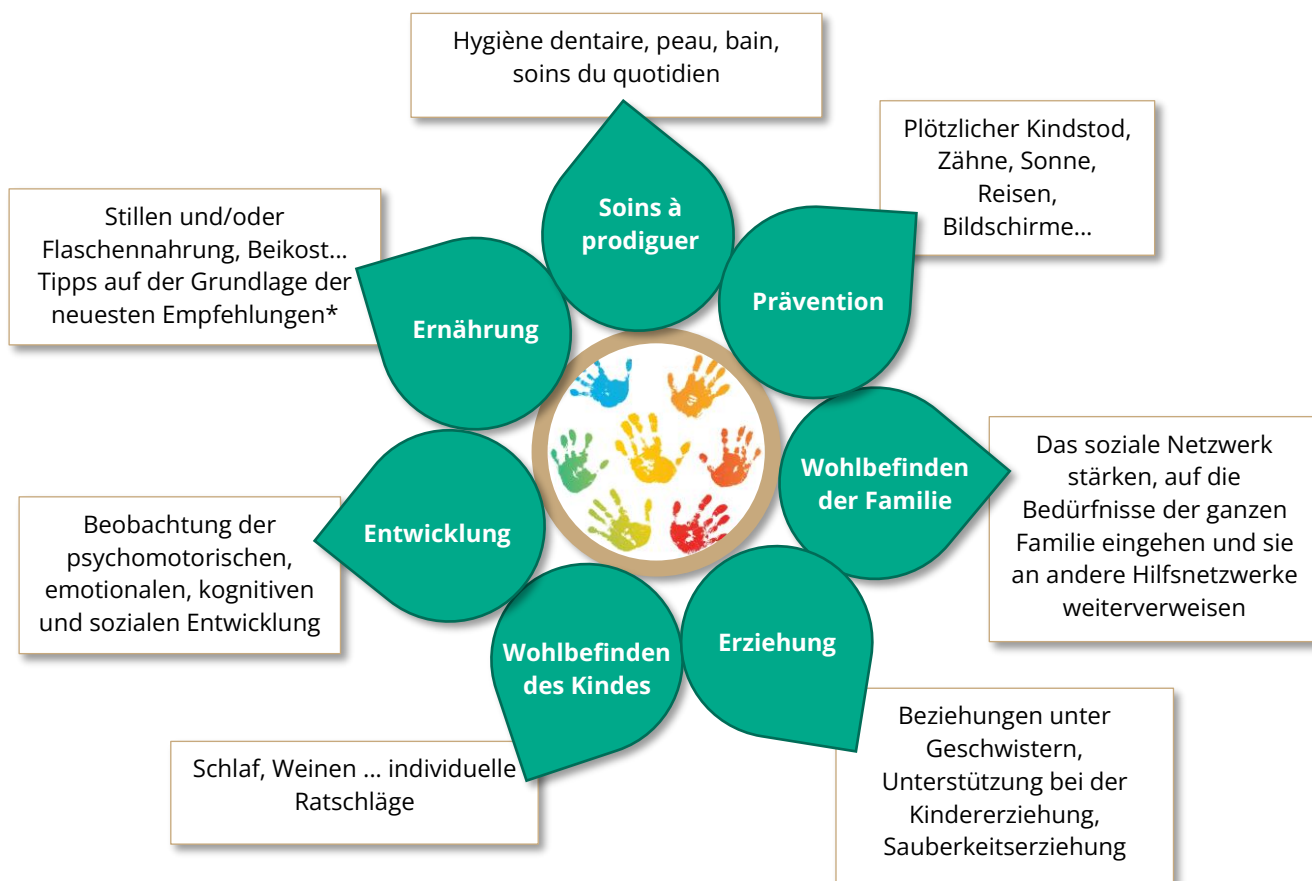 Hygiène dentaire, peau, bain,
soins du quotidien
Soins à
prodiguer
Plötzlicher Kindstod,
Zähne, Sonne,
Reisen,
Bildschirme...
Prävention
Das soziale Netzwerk
stärken, auf die
Bedürfnisse der ganzen
Familie eingehen und sie
an andere Hilfsnetzwerke
weiterverweisen
Wohlbefinden
der Familie
Beziehungen unter
Geschwistern,
Unterstützung bei der
Kindererziehung,
Sauberkeitserziehung
Erziehung
Schlaf, Weinen ... individuelle
Ratschläge
Wohlbefinden
des Kindes
Beobachtung der
psychomotorischen,
emotionalen, kognitiven
und sozialen Entwicklung
Entwicklung
Stillen und/oder
Flaschennahrung, Beikost...
Tipps auf der Grundlage der
neuesten Empfehlungen*
Ernährung